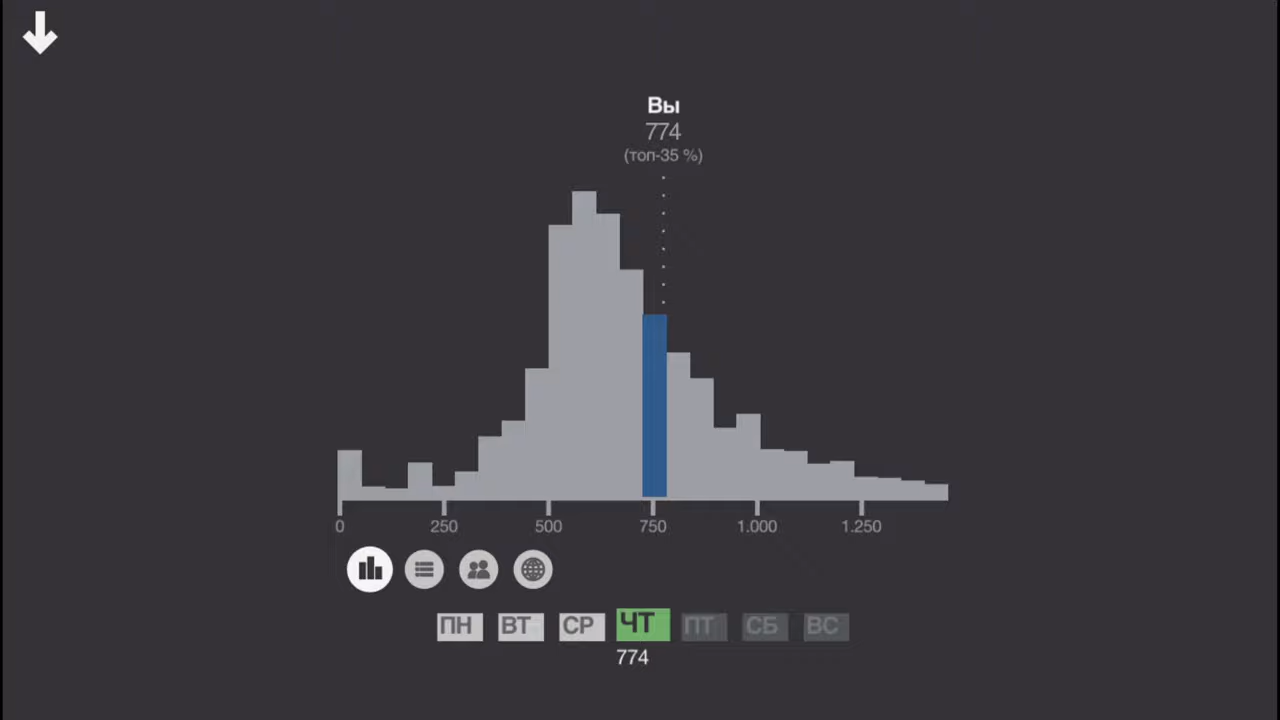 Вы
774
(топ-35 %)
0 250 500 750 1.000 1.250
ПН ВТ СР ЧТ ПТ СБ ВС
774